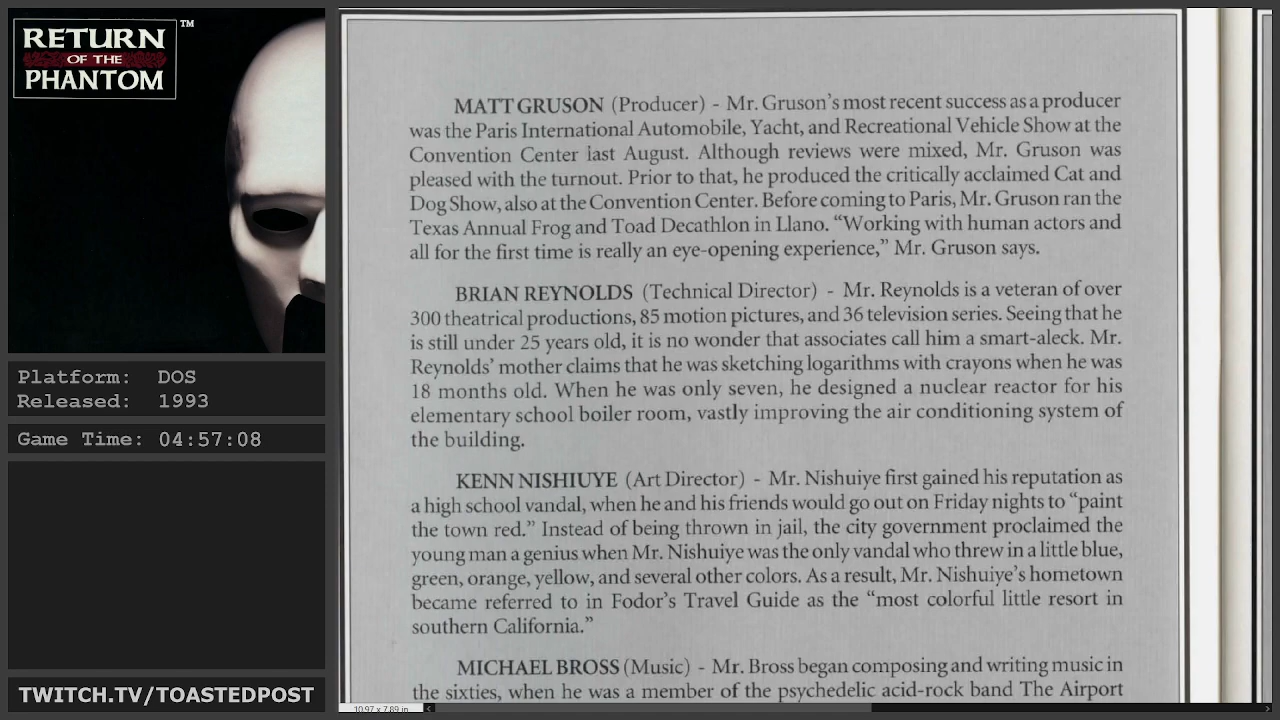 RETURN
OF THE
PHANTOM
™
Platform: DOS
Released: 1993
Game Time: 04:57:08
TWITCH.TV/TOASTEDPOST
MATT GRUSON (Producer) - Mr. Gruson's most recent success as a producer
was the Paris International Automobile, Yacht, and Recreational Vehicle Show at the
Convention Center last August. Although reviews were mixed, Mr. Gruson was
pleased with the turnout. Prior to that, he produced the critically acclaimed Cat and
Dog Show, also at the Convention Center. Before coming to Paris, Mr. Gruson ran the
Texas Annual Frog and Toad Decathlon in Llano. “Working with human actors and
all for the first time is really an eye-opening experience,” Mr. Gruson says.
BRIAN REYNOLDS (Technical Director) - Mr. Reynolds is a veteran of over
300 theatrical productions, 85 motion pictures, and 36 television series. Seeing that he
is still under 25 years old, it is no wonder that associates call him a smart-aleck. Mr.
Reynolds' mother claims that he was sketching logarithms with crayons when he was
18 months old. When he was only seven, he designed a nuclear reactor for his
elementary school boiler room, vastly improving the air conditioning system of
the building.
KENN NISHIUYE (Art Director) - Mr. Nishuiye first gained his reputation as
a high school vandal, when he and his friends would go out on Friday nights to “paint
the town red.” Instead of being thrown in jail, the city government proclaimed the
young man a genius when Mr. Nishuiye was the only vandal who threw in a little blue,
green, orange, yellow, and several other colors. As a result, Mr. Nishuiye's hometown
became referred to in Fodor's Travel Guide as the “most colorful little resort in
southern California.”
MICHAEL BROSS (Music) - Mr. Bross began composing and writing music in
the sixties, when he was a member of the psychedelic acid-rock band The Airport
10.97 x 7.89 in